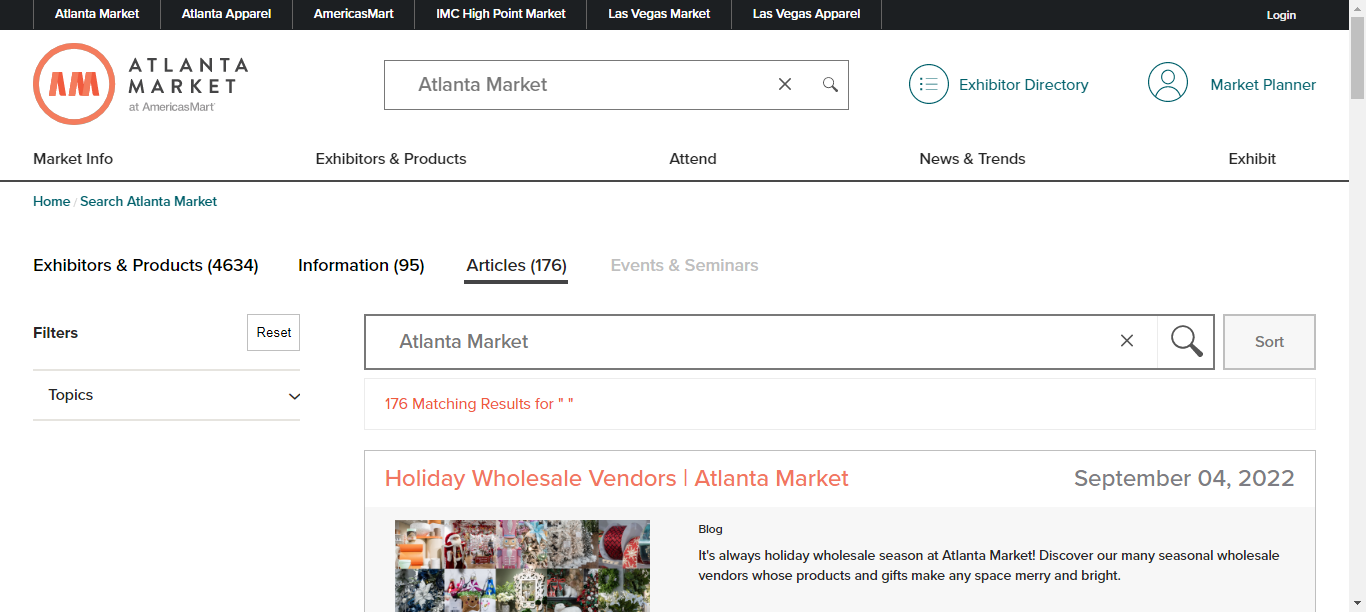 Atlanta Market
Atlanta Apparel
AmericasMart
IMC High Point Market
Las Vegas Market
Las Vegas Apparel
Login
ATLANTA
MARKET
at AmericasMart
Atlanta Market
Exhibitor Directory
Market Planner
Market Info
Exhibitors & Products
Attend
News & Trends
Exhibit
Home / Search Atlanta Market
Exhibitors & Products (4634)
Information (95)
Articles (176)
Events & Seminars
Filters
Reset
Topics
Atlanta Market
Sort
176 Matching Results for " "
Holiday Wholesale Vendors | Atlanta Market
September 04, 2022
Blog
It's always holiday wholesale season at Atlanta Market! Discover our many seasonal wholesale
vendors whose products and gifts make any space merry and bright.